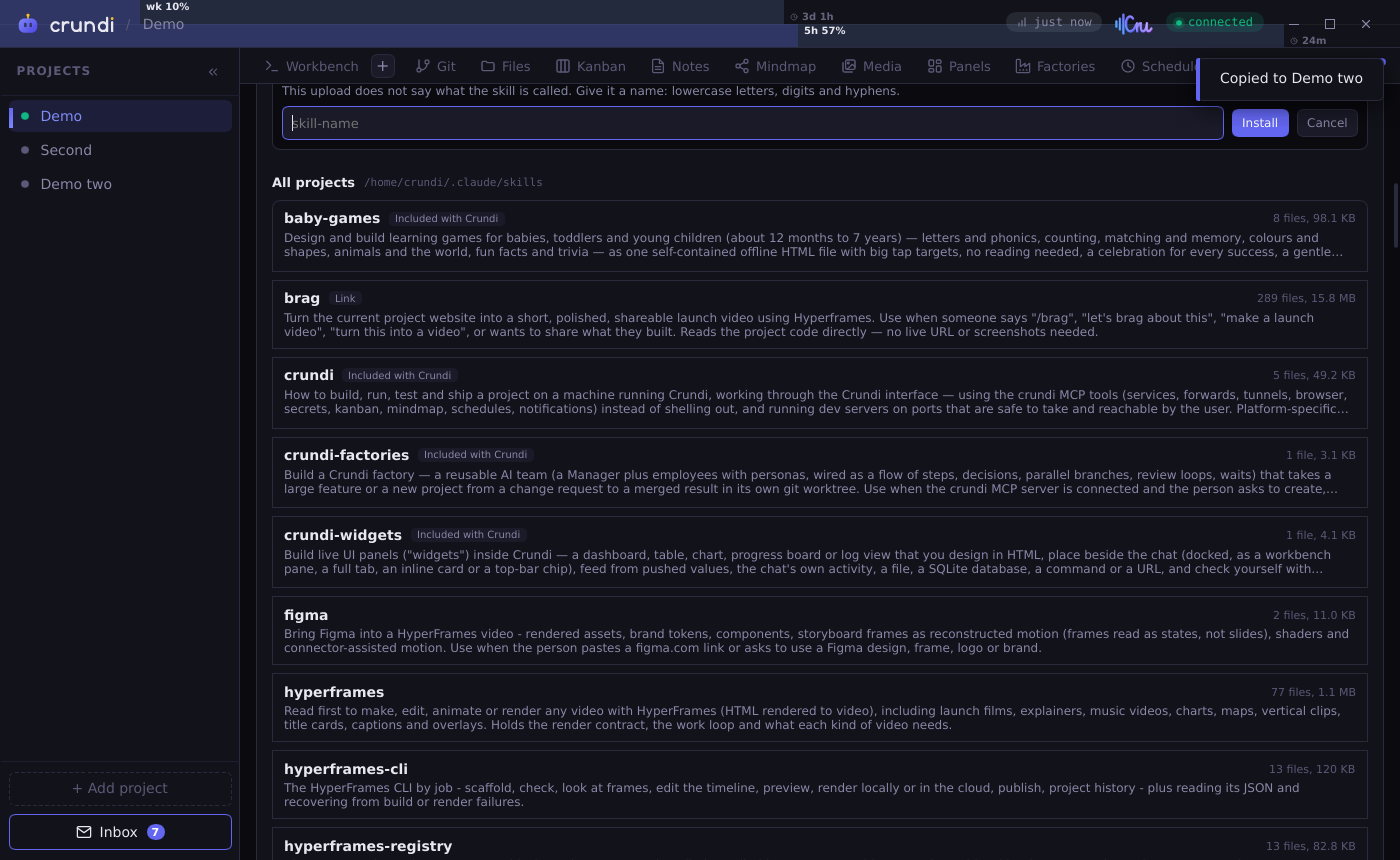 wk 10%
crundi / Demo
3d 1h
5h 57%
just now
Cru
connected
24m
PROJECTS
«
Workbench
+
Git
Files
Kanban
Notes
Mindmap
Media
Panels
Factories
Copied to Demo two
Demo
Second
Demo two
+ Add project
Inbox 7
This upload does not say what the skill is called. Give it a name: lowercase letters, digits and hyphens.
skill-name
Install
Cancel
All projects /home/crundi/.claude/skills
baby-games Included with Crundi 8 files, 98.1 KB
Design and build learning games for babies, toddlers and young children (about 12 months to 7 years) — letters and phonics, counting, matching and memory, colours and
shapes, animals and the world, fun facts and trivia — as one self-contained offline HTML file with big tap targets, no reading needed, a celebration for every success, a gentle…
brag Link 289 files, 15.8 MB
Turn the current project website into a short, polished, shareable launch video using Hyperframes. Use when someone says "/brag", "let's brag about this", "make a launch
video", "turn this into a video", or wants to share what they built. Reads the project code directly — no live URL or screenshots needed.
crundi Included with Crundi 5 files, 49.2 KB
How to build, run, test and ship a project on a machine running Crundi, working through the Crundi interface — using the crundi MCP tools (services, forwards, tunnels, browser,
secrets, kanban, mindmap, schedules, notifications) instead of shelling out, and running dev servers on ports that are safe to take and reachable by the user. Platform-specific…
crundi-factories Included with Crundi 1 file, 3.1 KB
Build a Crundi factory — a reusable AI team (a Manager plus employees with personas, wired as a flow of steps, decisions, parallel branches, review loops, waits) that takes a
large feature or a new project from a change request to a merged result in its own git worktree. Use when the crundi MCP server is connected and the person asks to create,…
crundi-widgets Included with Crundi 1 file, 4.1 KB
Build live UI panels ("widgets") inside Crundi — a dashboard, table, chart, progress board or log view that you design in HTML, place beside the chat (docked, as a workbench
pane, a full tab, an inline card or a top-bar chip), feed from pushed values, the chat's own activity, a file, a SQLite database, a command or a URL, and check yourself with…
figma 2 files, 11.0 KB
Bring Figma into a HyperFrames video - rendered assets, brand tokens, components, storyboard frames as reconstructed motion (frames read as states, not slides), shaders and
connector-assisted motion. Use when the person pastes a figma.com link or asks to use a Figma design, frame, logo or brand.
hyperframes 77 files, 1.1 MB
Read first to make, edit, animate or render any video with HyperFrames (HTML rendered to video), including launch films, explainers, music videos, charts, maps, vertical clips,
title cards, captions and overlays. Holds the render contract, the work loop and what each kind of video needs.
hyperframes-cli 13 files, 120 KB
The HyperFrames CLI by job - scaffold, check, look at frames, edit the timeline, preview, render locally or in the cloud, publish, project history - plus reading its JSON and
recovering from build or render failures.
hyperframes-registry 13 files, 82.8 KB